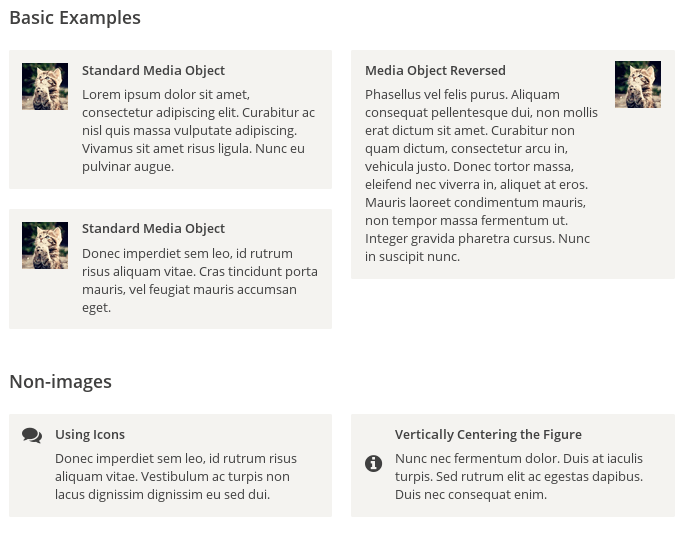 Basic Examples
Standard Media Object
Lorem ipsum dolor sit amet,
consectetur adipiscing elit. Curabitur ac
nisl quis massa vulputate adipiscing.
Vivamus sit amet risus ligula. Nunc eu
pulvinar augue.
Standard Media Object
Donec imperdiet sem leo, id rutrum
risus aliquam vitae. Cras tincidunt porta
mauris, vel feugiat mauris accumsan
eget.
Media Object Reversed
Phasellus vel felis purus. Aliquam
consequat pellentesque dui, non mollis
erat dictum sit amet. Curabitur non
quam dictum, consectetur arcu in,
vehicula justo. Donec tortor massa,
eleifend nec viverra in, aliquet at eros.
Mauris laoreet condimentum mauris,
non tempor massa fermentum ut.
Integer gravida pharetra cursus. Nunc
in suscipit nunc.
Non-images
Using Icons
Donec imperdiet sem leo, id rutrum risus
aliquam vitae. Vestibulum ac turpis non
lacus dignissim dignissim eu sed dui.
Vertically Centering the Figure
Nunc nec fermentum dolor. Duis at iaculis
turpis. Sed rutrum elit ac egestas dapibus.
Duis nec consequat enim.